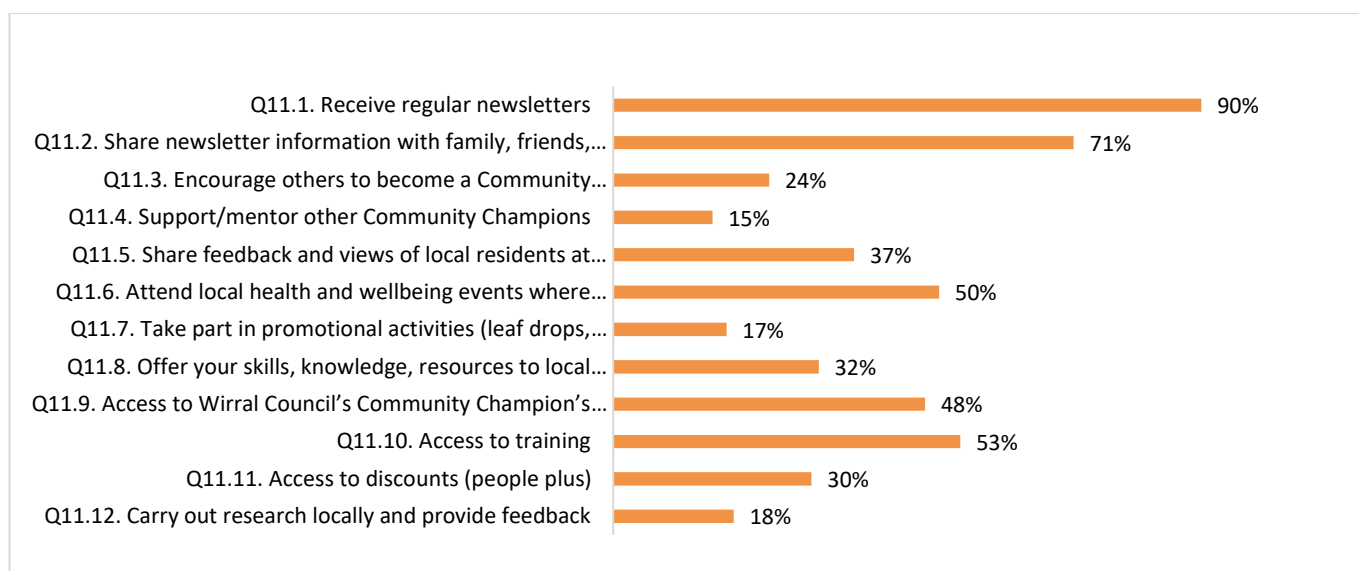 Q11.1. Receive regular newsletters 90%
Q11.2. Share newsletter information with family, friends,... 71%
Q11.3. Encourage others to become a Community... 24%
Q11.4. Support/mentor other Community Champions 15%
Q11.5. Share feedback and views of local residents at... 37%
Q11.6. Attend local health and wellbeing events where... 50%
Q11.7. Take part in promotional activities (leaf drops,... 17%
Q11.8. Offer your skills, knowledge, resources to local... 32%
Q11.9. Access to Wirral Council’s Community Champion’s... 48%
Q11.10. Access to training 53%
Q11.11. Access to discounts (people plus) 30%
Q11.12. Carry out research locally and provide feedback 18%